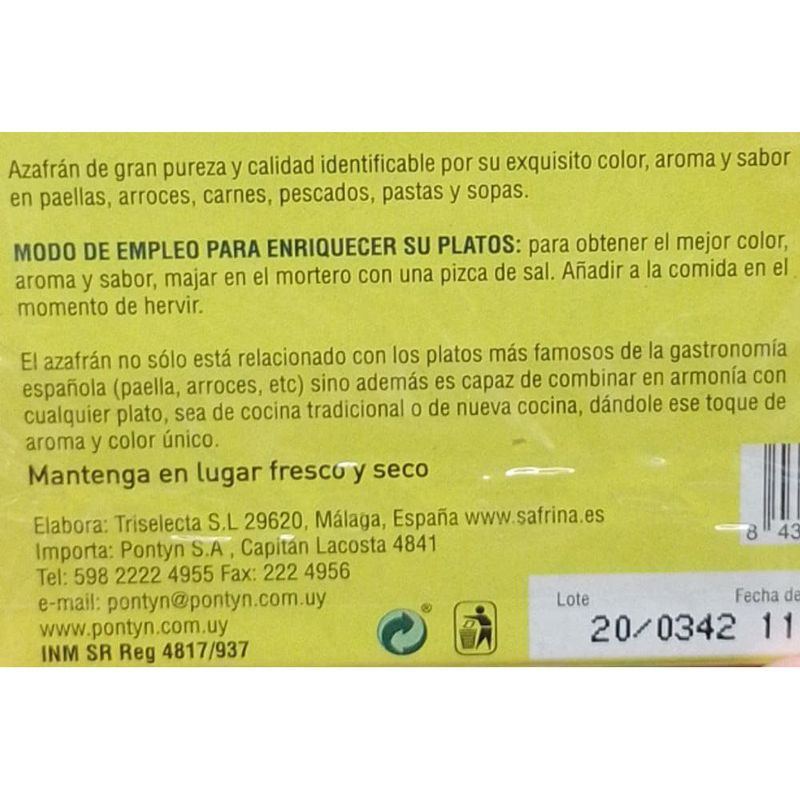 Azafrán de gran pureza y calidad identificable por su exquisito color, aroma y sabor
en paellas, arroces, carnes, pescados, pastas y sopas.
MODO DE EMPLEO PARA ENRIQUECER SU PLATOS: para obtener el mejor color,
aroma y sabor, majar en el mortero con una pizca de sal. Añadir a la comida en el
momento de hervir.
El azafrán no sólo está relacionado con los platos más famosos de la gastronomía
española (paella, arroces, etc) sino además es capaz de combinar en armonía con
cualquier plato, sea de cocina tradicional o de nueva cocina, dándole ese toque de
aroma y color único.
Mantenga en lugar fresco y seco
Elabora: Triselecta S.L 29620, Málaga, España www.safrina.es
Importa: Pontyn S.A , Capitán Lacosta 4841
Tel: 598 2222 4955 Fax: 222 4956
e-mail: pontyn@pontyn.com.uy
www.pontyn.com.uy
INM SR Reg 4817/937
®
8 43
Lote Fecha de
20/0342 11